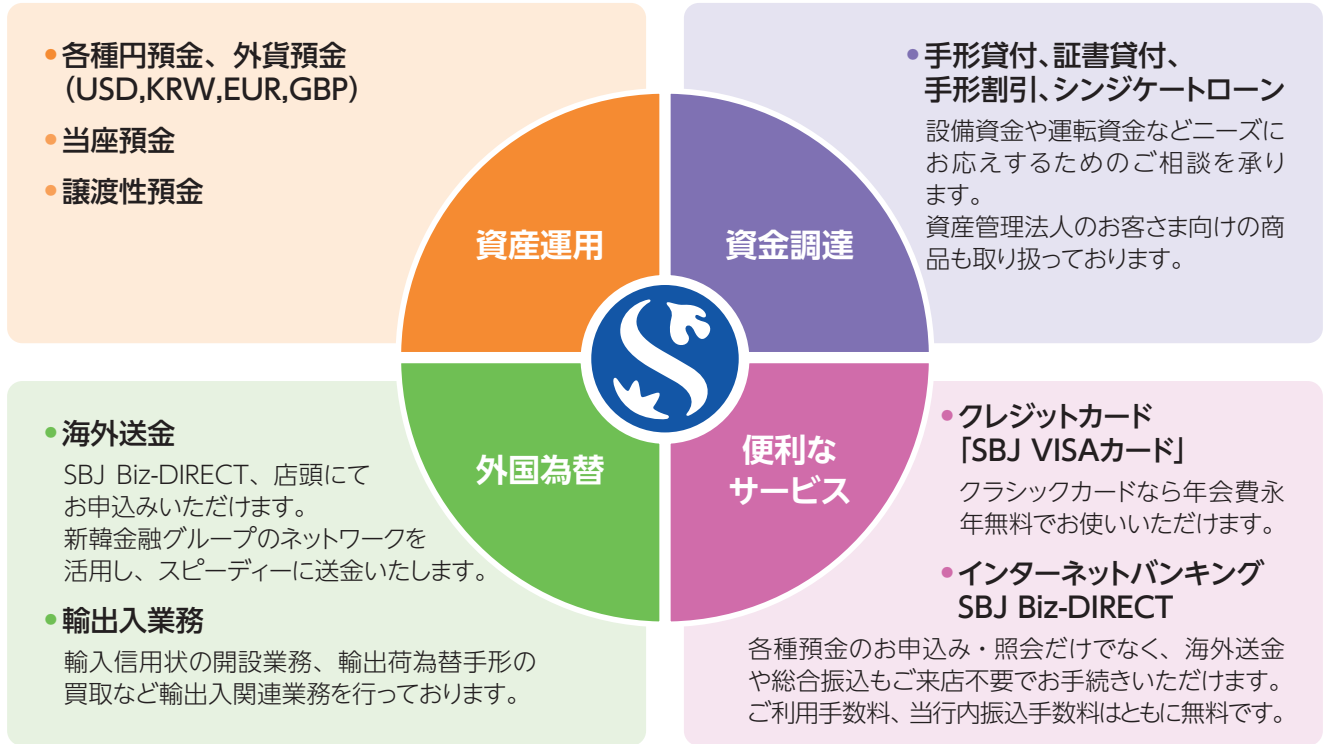 •各種円預金、外貨預金
（USD,KRW,EUR,GBP）
•当座預金
•譲渡性預金
資産運用
•手形貸付、証書貸付、
手形割引、シンジケートローン
設備資金や運転資金などニーズに
お応えするためのご相談を承り
ます。
資産管理法人のお客さま向けの商
品も取り扱っております。
資金調達
•海外送金
SBJ Biz-DIRECT、店頭にて
お申込みいただけます。
新韓金融グループのネットワークを
活用し、スピーディーに送金いたします。
•輸出入業務
輸入信用状の開設業務、輸出荷為替手形の
買取など輸出入関連業務を行っております。
外国為替
便利な
サービス
•クレジットカード
「SBJ VISAカード」
クラシックカードなら年会費永
年無料でお使いいただけます。
•インターネットバンキング
SBJ Biz-DIRECT
各種預金のお申込み・照会だけでなく、海外送金
や総合振込もご来店不要でお手続きいただけます。
ご利用手数料、当行内振込手数料はともに無料です。